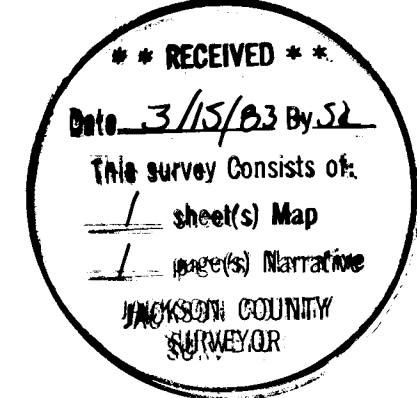 * * RECEIVED * *
Date 3/15/83 By
This survey Consists of:
1 sheet(s) Map
1 page(s) Narrative
JACKSON COUNTY
SURVEYOR